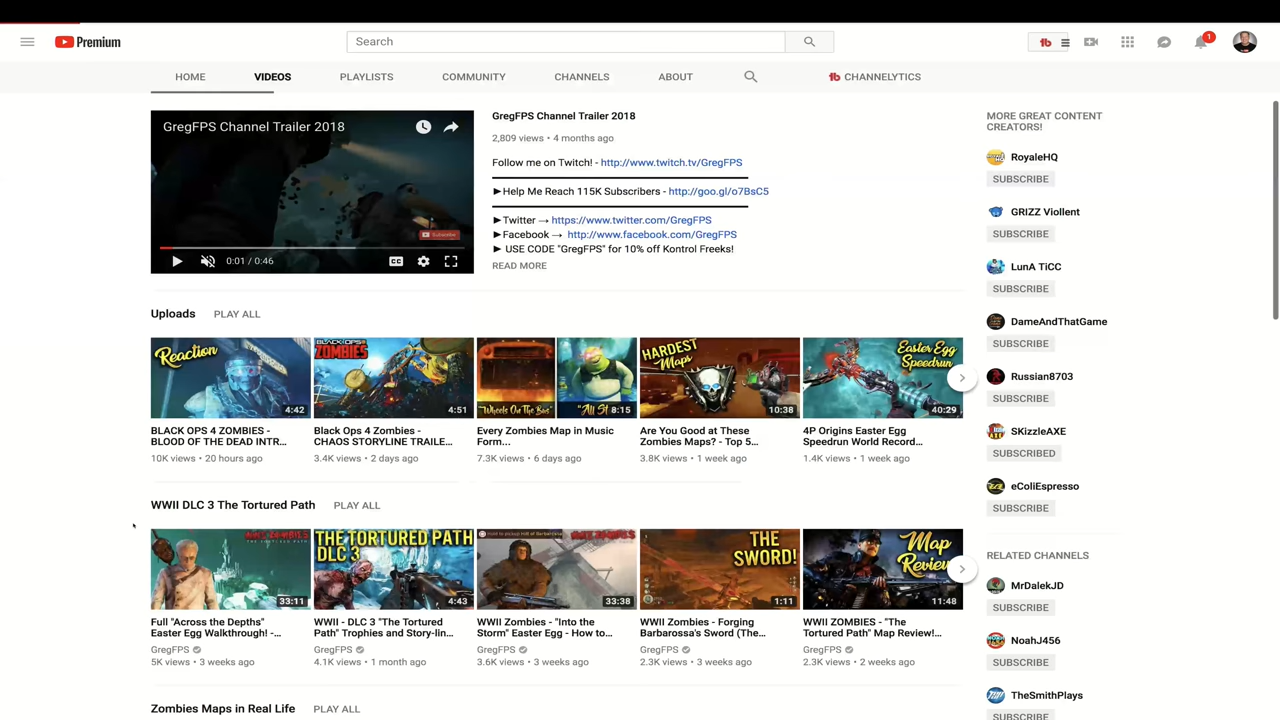 Premium
Search
tb
1
HOME
VIDEOS
PLAYLISTS
COMMUNITY
CHANNELS
ABOUT
tb CHANNELYTICS
GregFPS Channel Trailer 2018
Subscribe
0:01 / 0:46
CC
GregFPS Channel Trailer 2018
2,809 views • 4 months ago
Follow me on Twitch! - http://www.twitch.tv/GregFPS
►Help Me Reach 115K Subscribers - http://goo.gl/o7BsC5
►Twitter → https://www.twitter.com/GregFPS
►Facebook → http://www.facebook.com/GregFPS
► USE CODE "GregFPS" for 10% off Kontrol Freeks!
READ MORE
Uploads PLAY ALL
Reaction
4:42
BLACK OPS 4 ZOMBIES -
BLOOD OF THE DEAD INTR...
10K views • 20 hours ago
BLACK OPS
ZOMBIES
4:51
Black Ops 4 Zombies -
CHAOS STORYLINE TRAILE...
3.4K views • 2 days ago
"Wheels On The Bus"
"All St
8:15
Every Zombies Map in Music
Form...
7.3K views • 6 days ago
HARDEST
Maps
10:38
Are You Good at These
Zombies Maps? - Top 5...
3.8K views • 1 week ago
Easter Egg
Speedrun
40:29
4P Origins Easter Egg
Speedrun World Record...
1.4K views • 1 week ago
WWII DLC 3 The Tortured Path PLAY ALL
33:11
Full "Across the Depths"
Easter Egg Walkthrough! -...
GregFPS
5K views • 3 weeks ago
THE TORTURED PATH
DLC 3
4:43
WWII - DLC 3 "The Tortured
Path" Trophies and Story-lin...
GregFPS
4.1K views • 1 month ago
33:38
WWII Zombies - "Into the
Storm" Easter Egg - How to...
GregFPS
3.6K views • 3 weeks ago
THE
SWORD!
1:11
WWII Zombies - Forging
Barbarossa's Sword (The...
GregFPS
2.3K views • 3 weeks ago
Map
Review
11:48
WWII ZOMBIES - "The
Tortured Path" Map Review!...
GregFPS
2.3K views • 2 weeks ago
Zombies Maps in Real Life PLAY ALL
MORE GREAT CONTENT
CREATORS!
RoyaleHQ
SUBSCRIBE
GRIZZ Viollent
SUBSCRIBE
LunA TiCC
SUBSCRIBE
DameAndThatGame
SUBSCRIBE
Russian8703
SUBSCRIBE
SKizzleAXE
SUBSCRIBED
eColiEspresso
SUBSCRIBE
RELATED CHANNELS
MrDalekJD
SUBSCRIBE
NoahJ456
SUBSCRIBE
TheSmithPlays
SUBSCRIBE